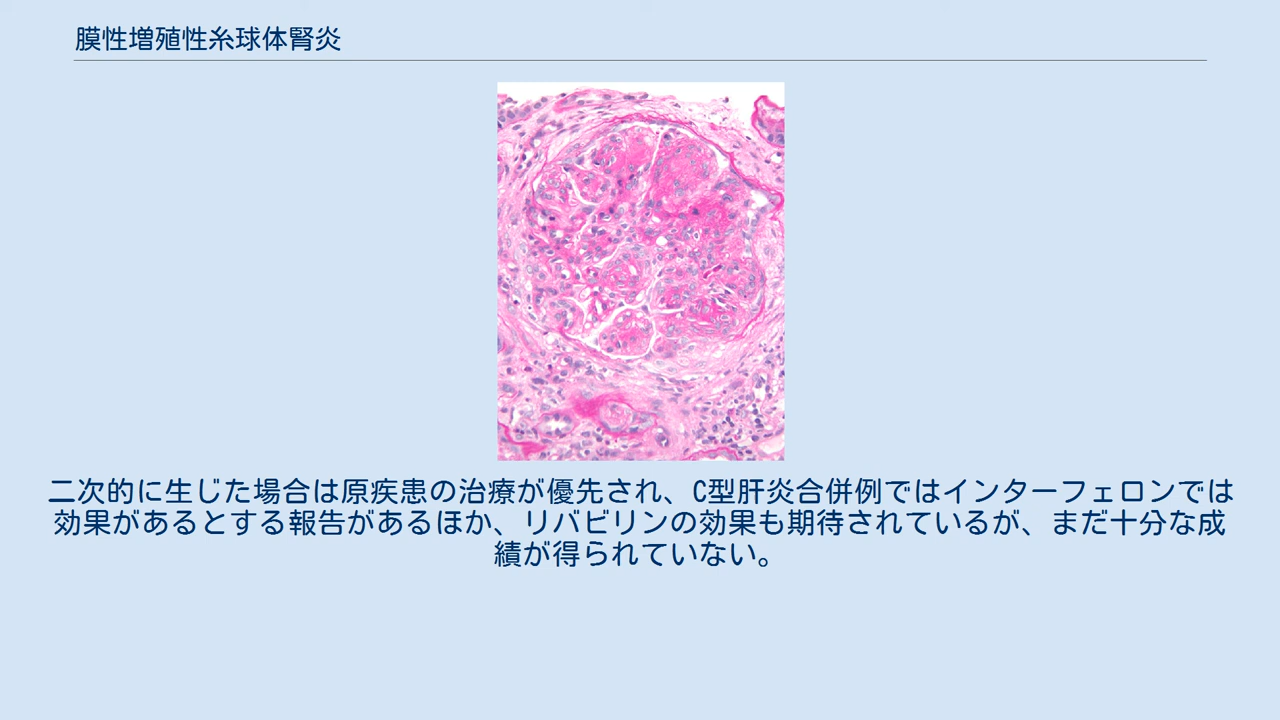 膜性増殖性糸球体腎炎
二次的に生じた場合は原疾患の治療が優先され、C型肝炎合併例ではインターフェロンでは
効果があるとする報告があるほか、リバビリンの効果も期待されているが、まだ十分な成
績が得られていない。